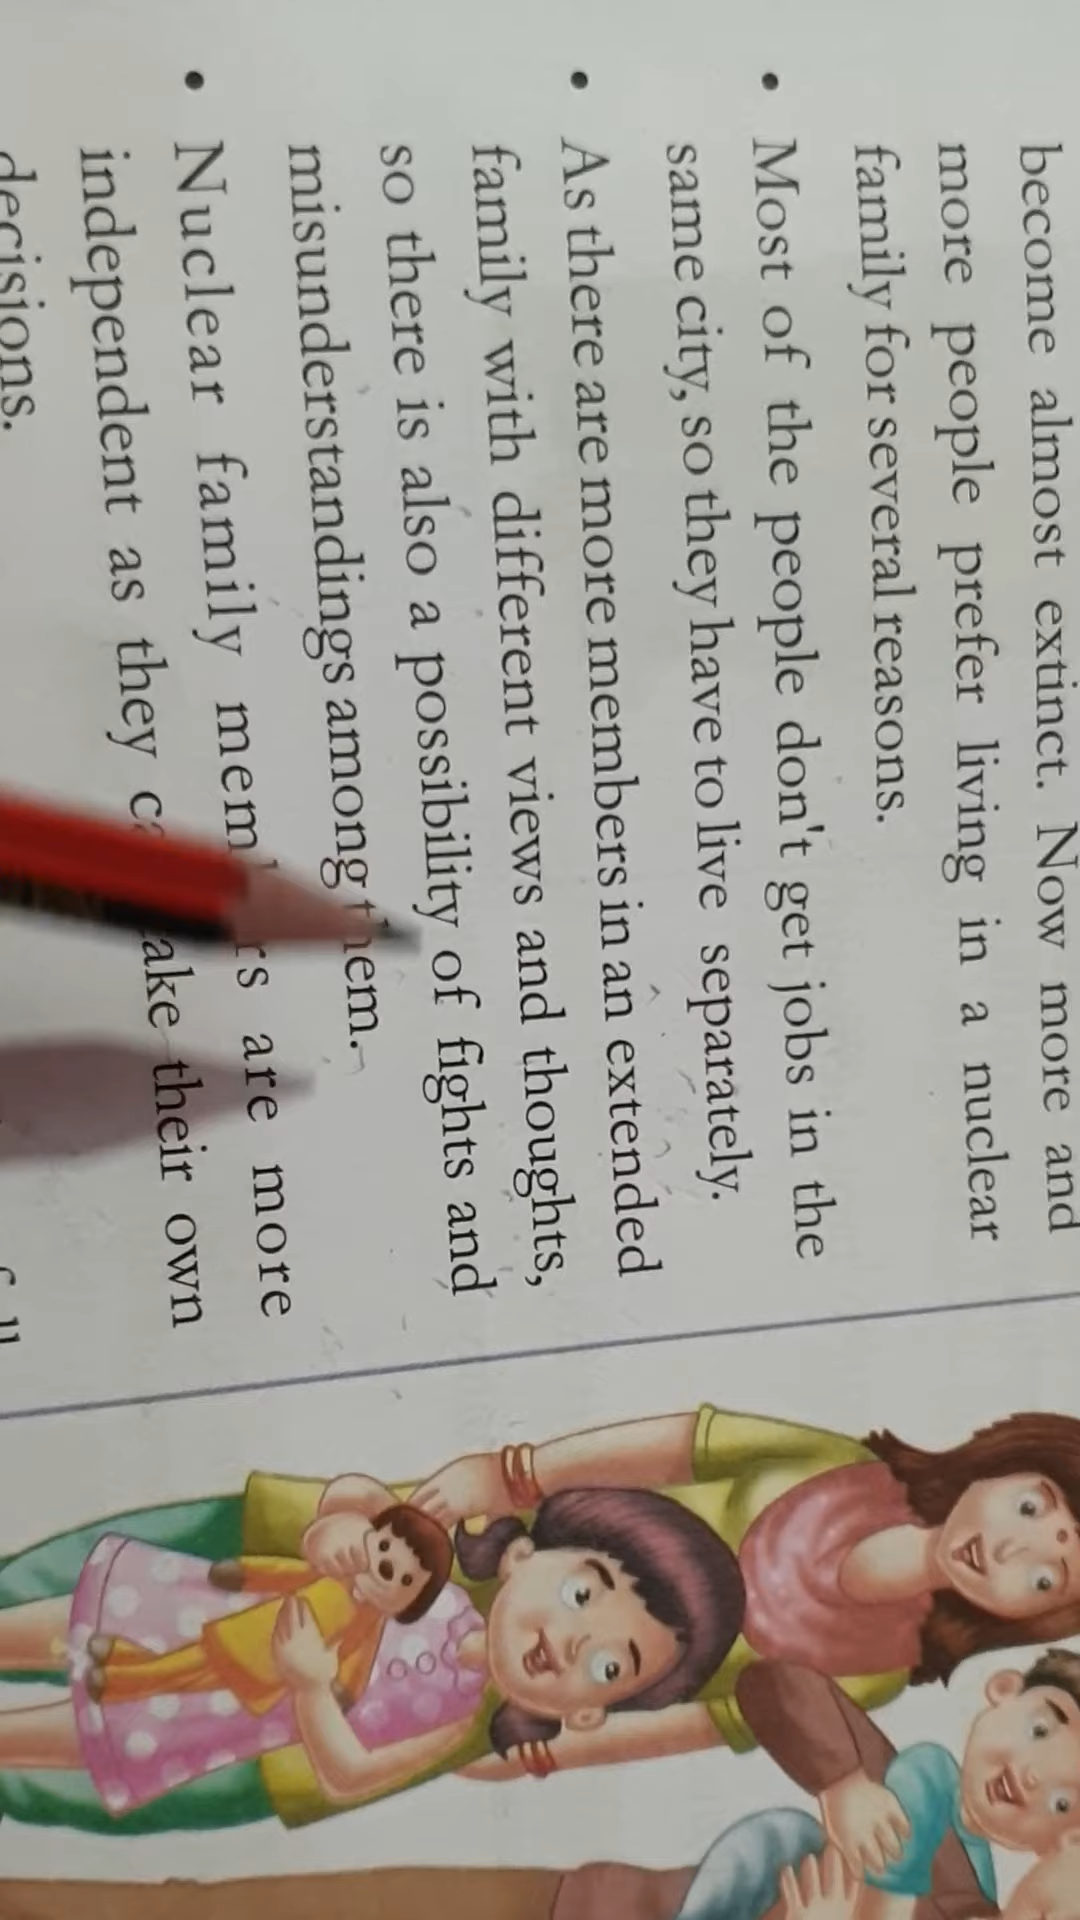 become almost extinct. Now more and
more people prefer living in a nuclear
family for several reasons.
• Most of the people don't get jobs in the
same city, so they have to live separately.
• As there are more members in an extended
family with different views and thoughts,
so there is also a possibility of fights and
misunderstandings among them.
• Nuclear family members are more
independent as they their own
decisions.